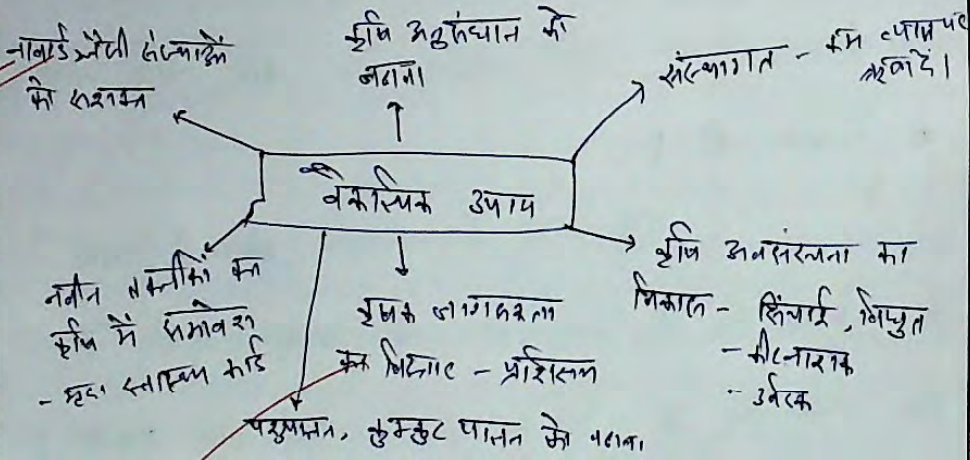 नाबार्ड जैसी संस्थाओं
को सशक्त
कृषि अनुसंधान को
बढ़ाना
संस्थागत - कम ब्याज पर
वैकल्पिक उपाय
नवीन तकनीकों का
कृषि में समावेश
- मृदा स्वास्थ्य कार्ड
कृषक जागरूकता
का विस्तार - प्रशिक्षण
पशुपालन, कुक्कुट पालन को बढ़ावा
कृषि अवसंरचना का
विकास - सिंचाई, विद्युत
- कीटनाशक
- उर्वरक